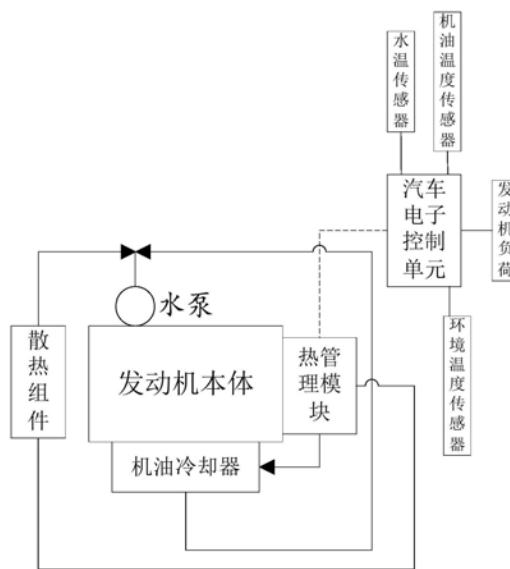 水温传感器
机油温度传感器
汽车
电子
控制
单元
发动机负荷
环境温度传感器
水泵
散热组件
发动机本体
热管
理模
块
机油冷却器